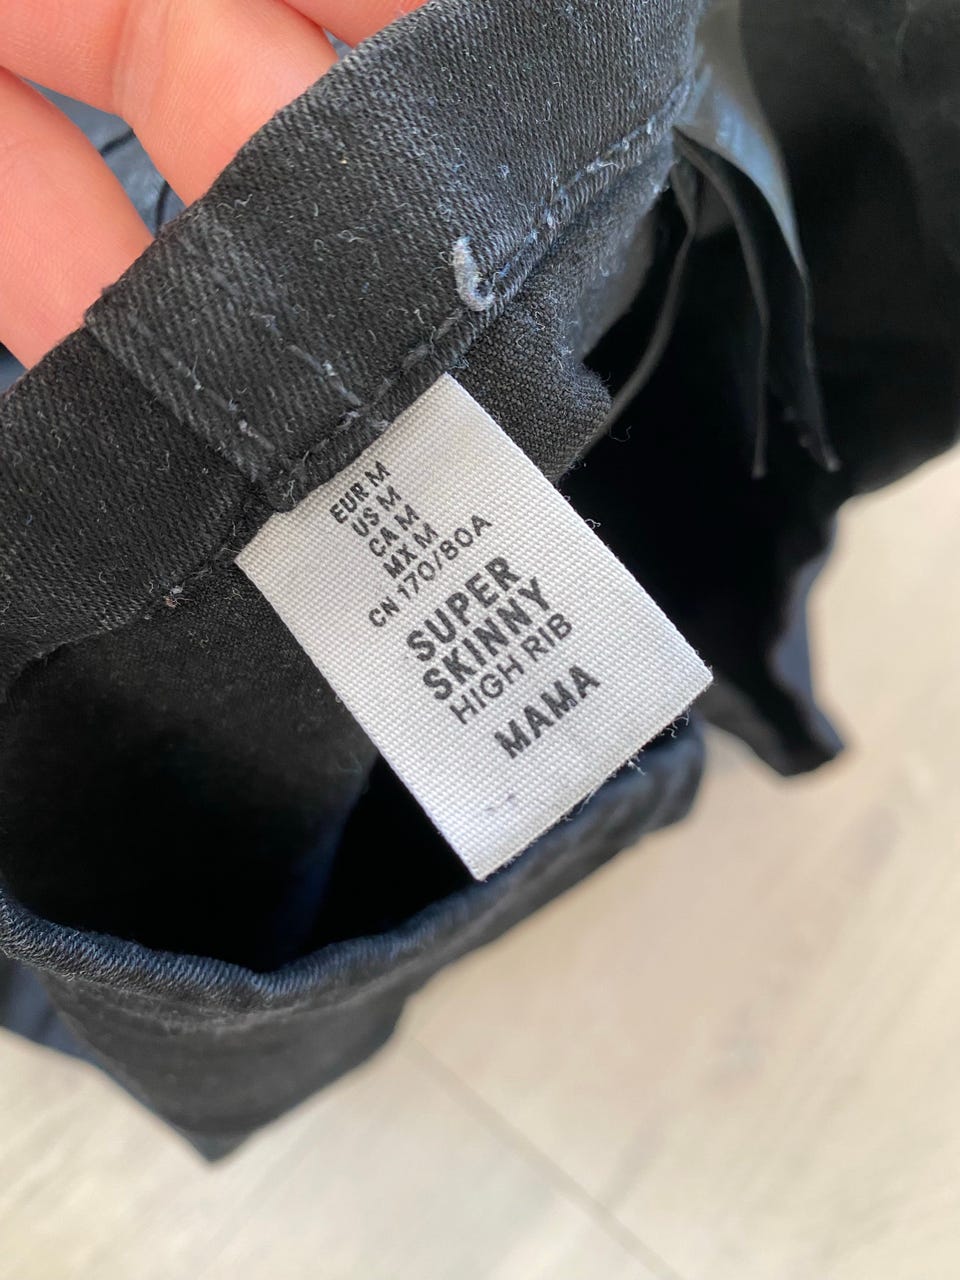 EUR M
US M
CA M
MX M
CN 170/80A
SUPER
SKINNY
HIGH RIB
MAMA